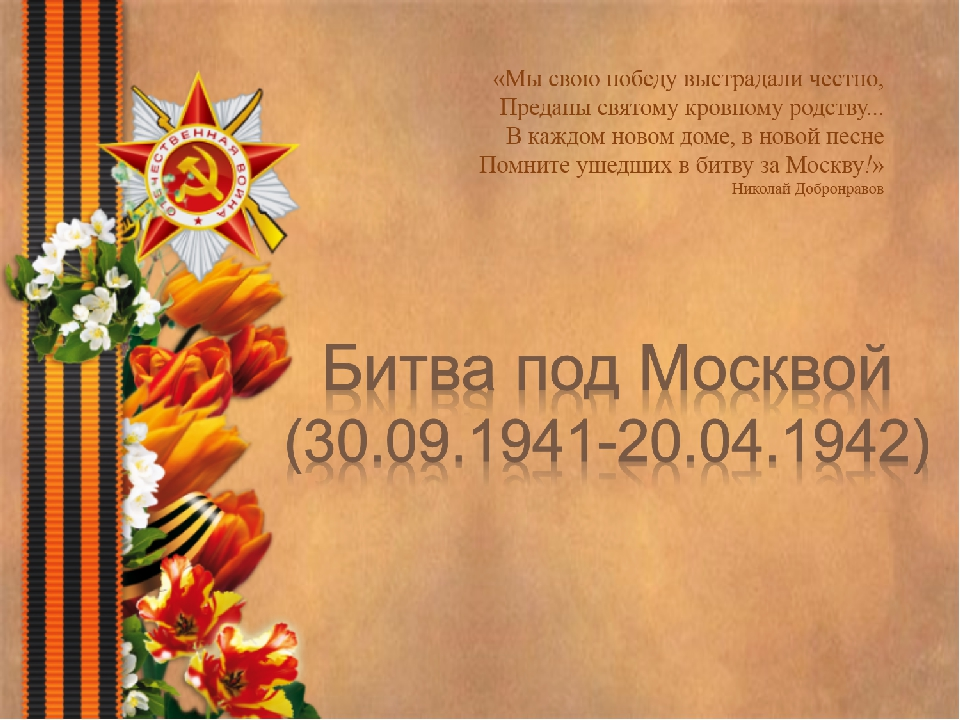 «Мы свою победу выстрадали честно,
Преданы святому кровному родству...
В каждом новом доме, в новой песне
Помните ушедших в битву за Москву!»
Николай Добронравов
ОТЕЧЕСТВЕННАЯ ВОЙНА
Битва под Москвой
(30.09.1941-20.04.1942)